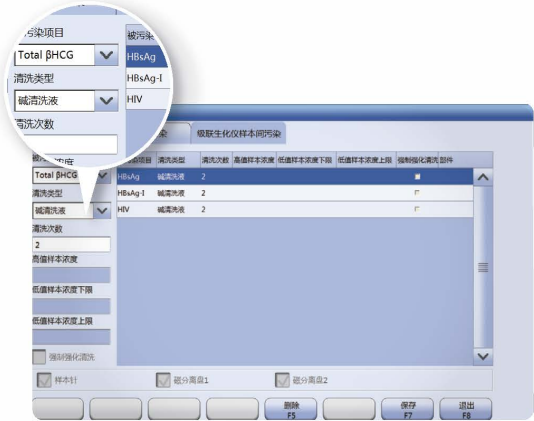 污染项目
被污染
Total βHCG
HBsAg
清洗类型
HBsAg-I
碱清洗液
HIV
清洗次数
染
吸联生化仪样本间污染
浓度
项目 清洗类型 清洗次数 高值样本浓度 低值样本浓度下限 低值样本浓度上限 强制强化清洗 部件
Total βHCG
HBsAg 碱清洗液 2
清洗类型
HBsAg-I 碱清洗液 2
碱清洗液
HIV 碱清洗液 2
清洗次数
2
高值样本浓度
低值样本浓度下限
低值样本浓度上限
强制强化清洗
样本针 磁分离盘1 磁分离盘2
删除 保存 退出
F5 F7 F8